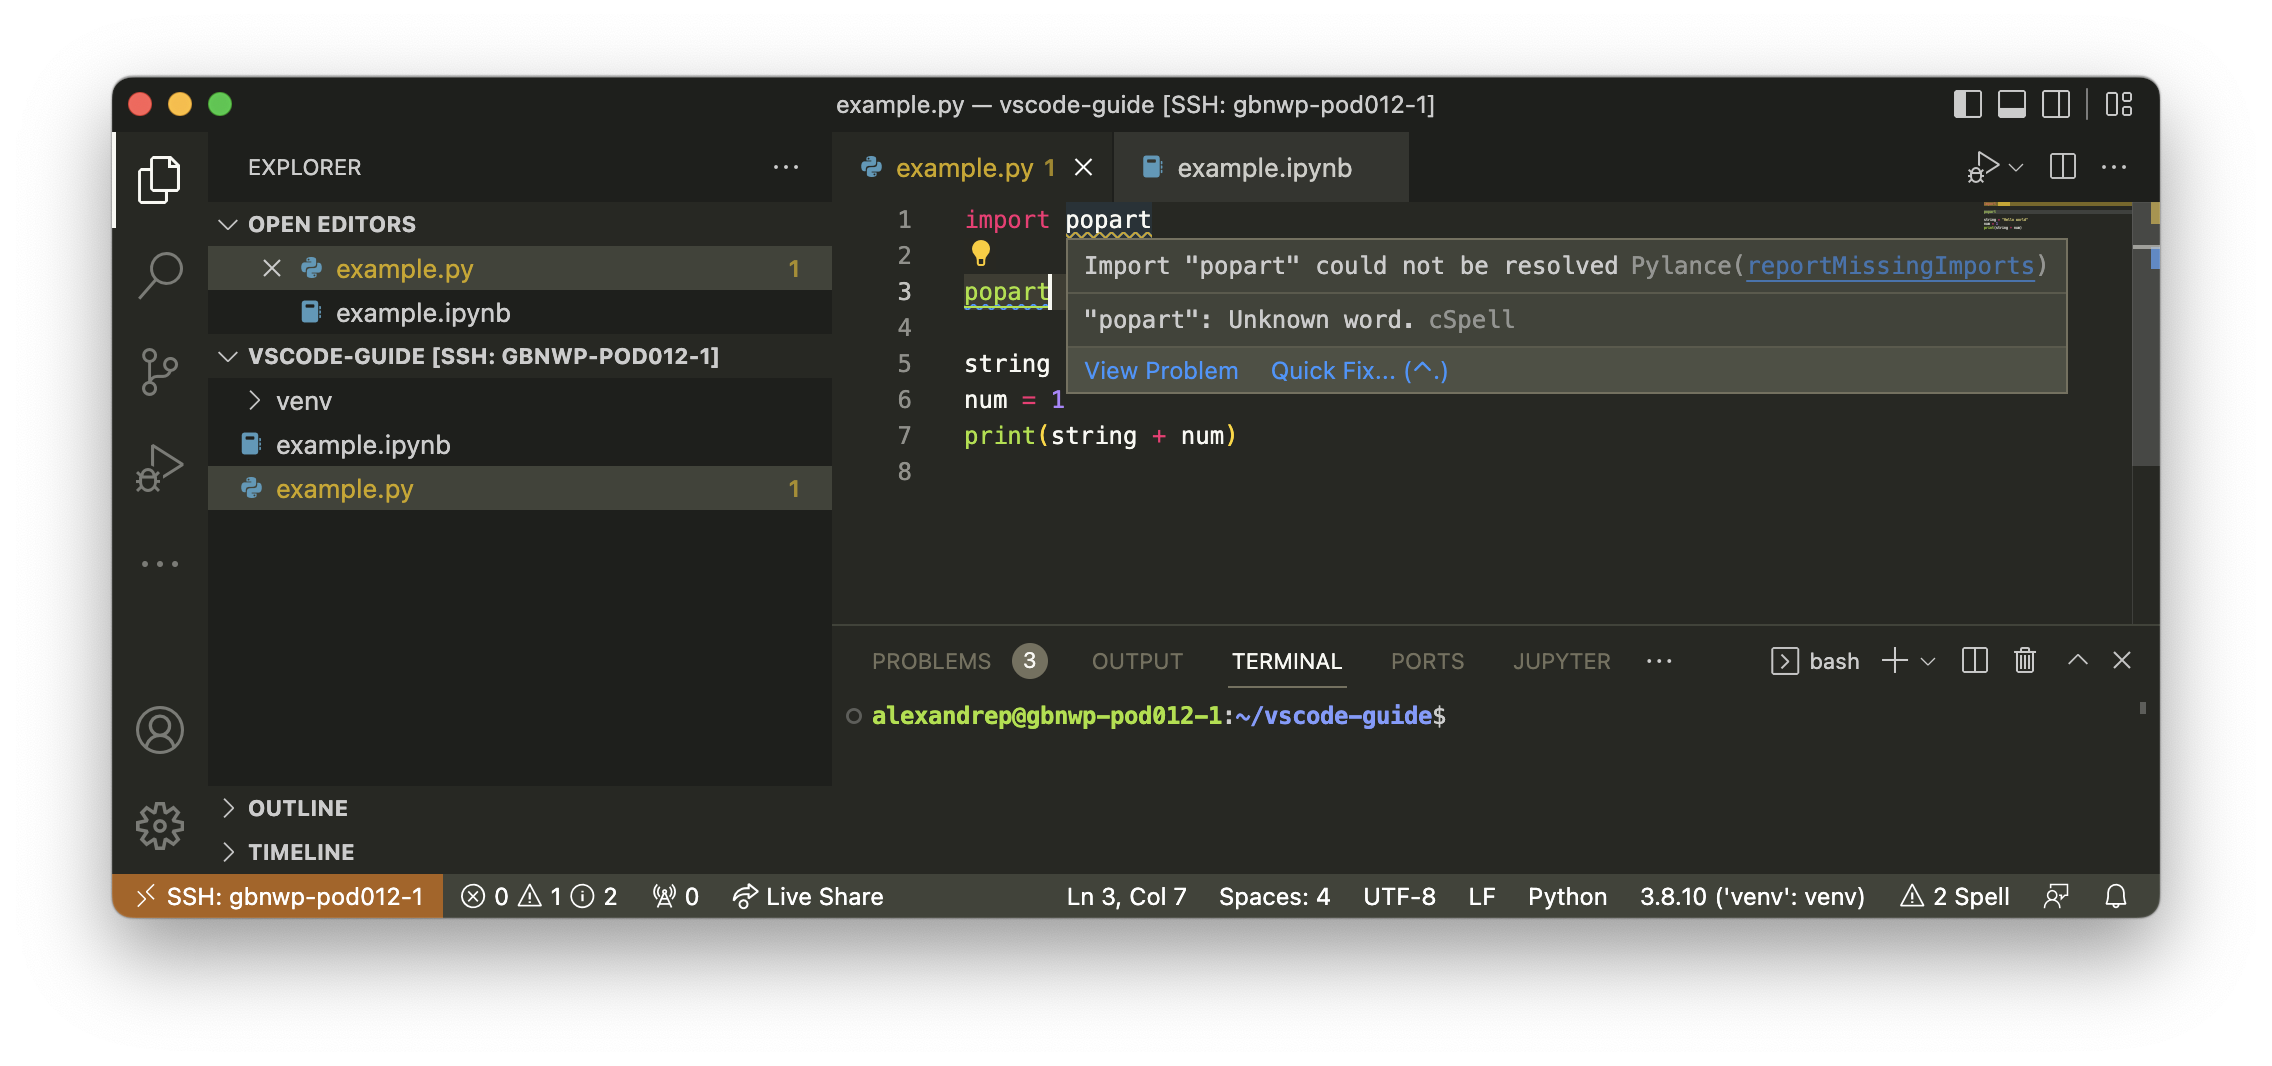 example.py — vscode-guide [SSH: gbnwp-pod012-1]
EXPLORER
OPEN EDITORS
example.py 1
example.ipynb
VSCODE-GUIDE [SSH: GBNWP-POD012-1]
venv
example.ipynb
example.py 1
OUTLINE
TIMELINE
example.py 1
example.ipynb
1 import popart
2
3 popart
4
5 string
6 num = 1
7 print(string + num)
8
Import "popart" could not be resolved Pylance(reportMissingImports)
"popart": Unknown word. cSpell
View Problem Quick Fix... (^.)
PROBLEMS 3 OUTPUT TERMINAL PORTS JUPYTER bash
alexandrep@gbnwp-pod012-1:~/vscode-guide$
SSH: gbnwp-pod012-1 0 1 2 0 Live Share Ln 3, Col 7 Spaces: 4 UTF-8 LF Python 3.8.10 ('venv': venv) 2 Spell